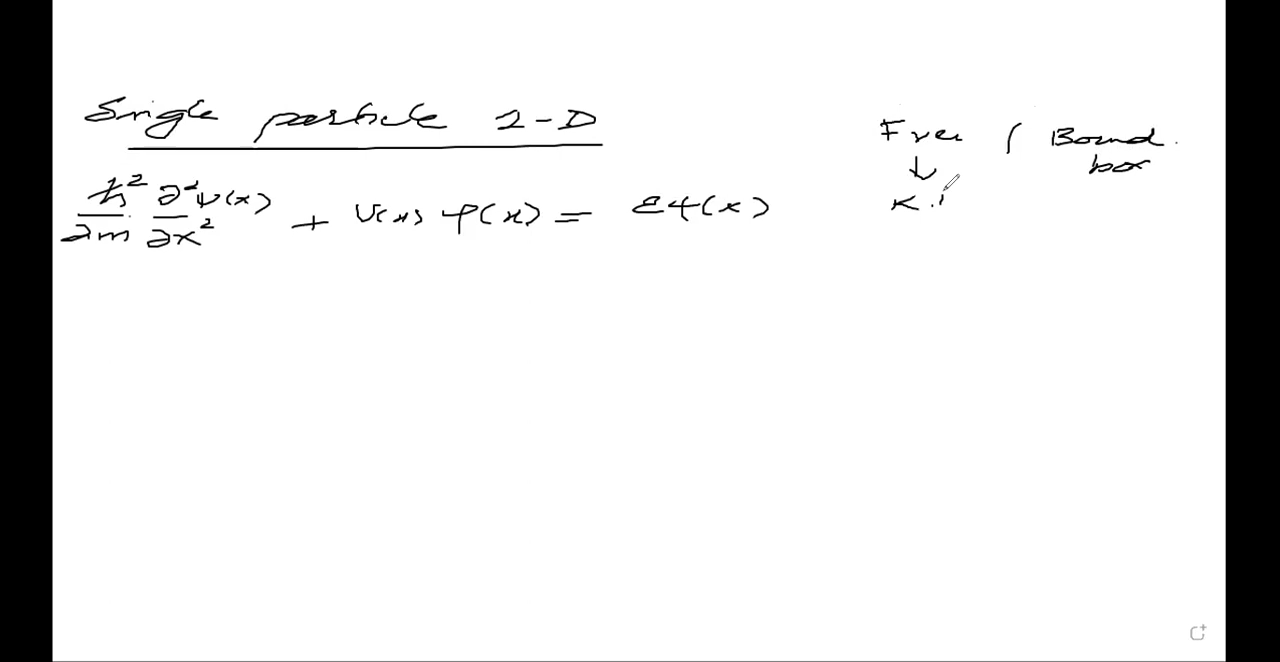 Single particle 1-D
ħ²/2m ∂²ψ(x)/∂x² + V(x) ψ(x) = Eψ(x)
Free / Bound.
↓ box
K.